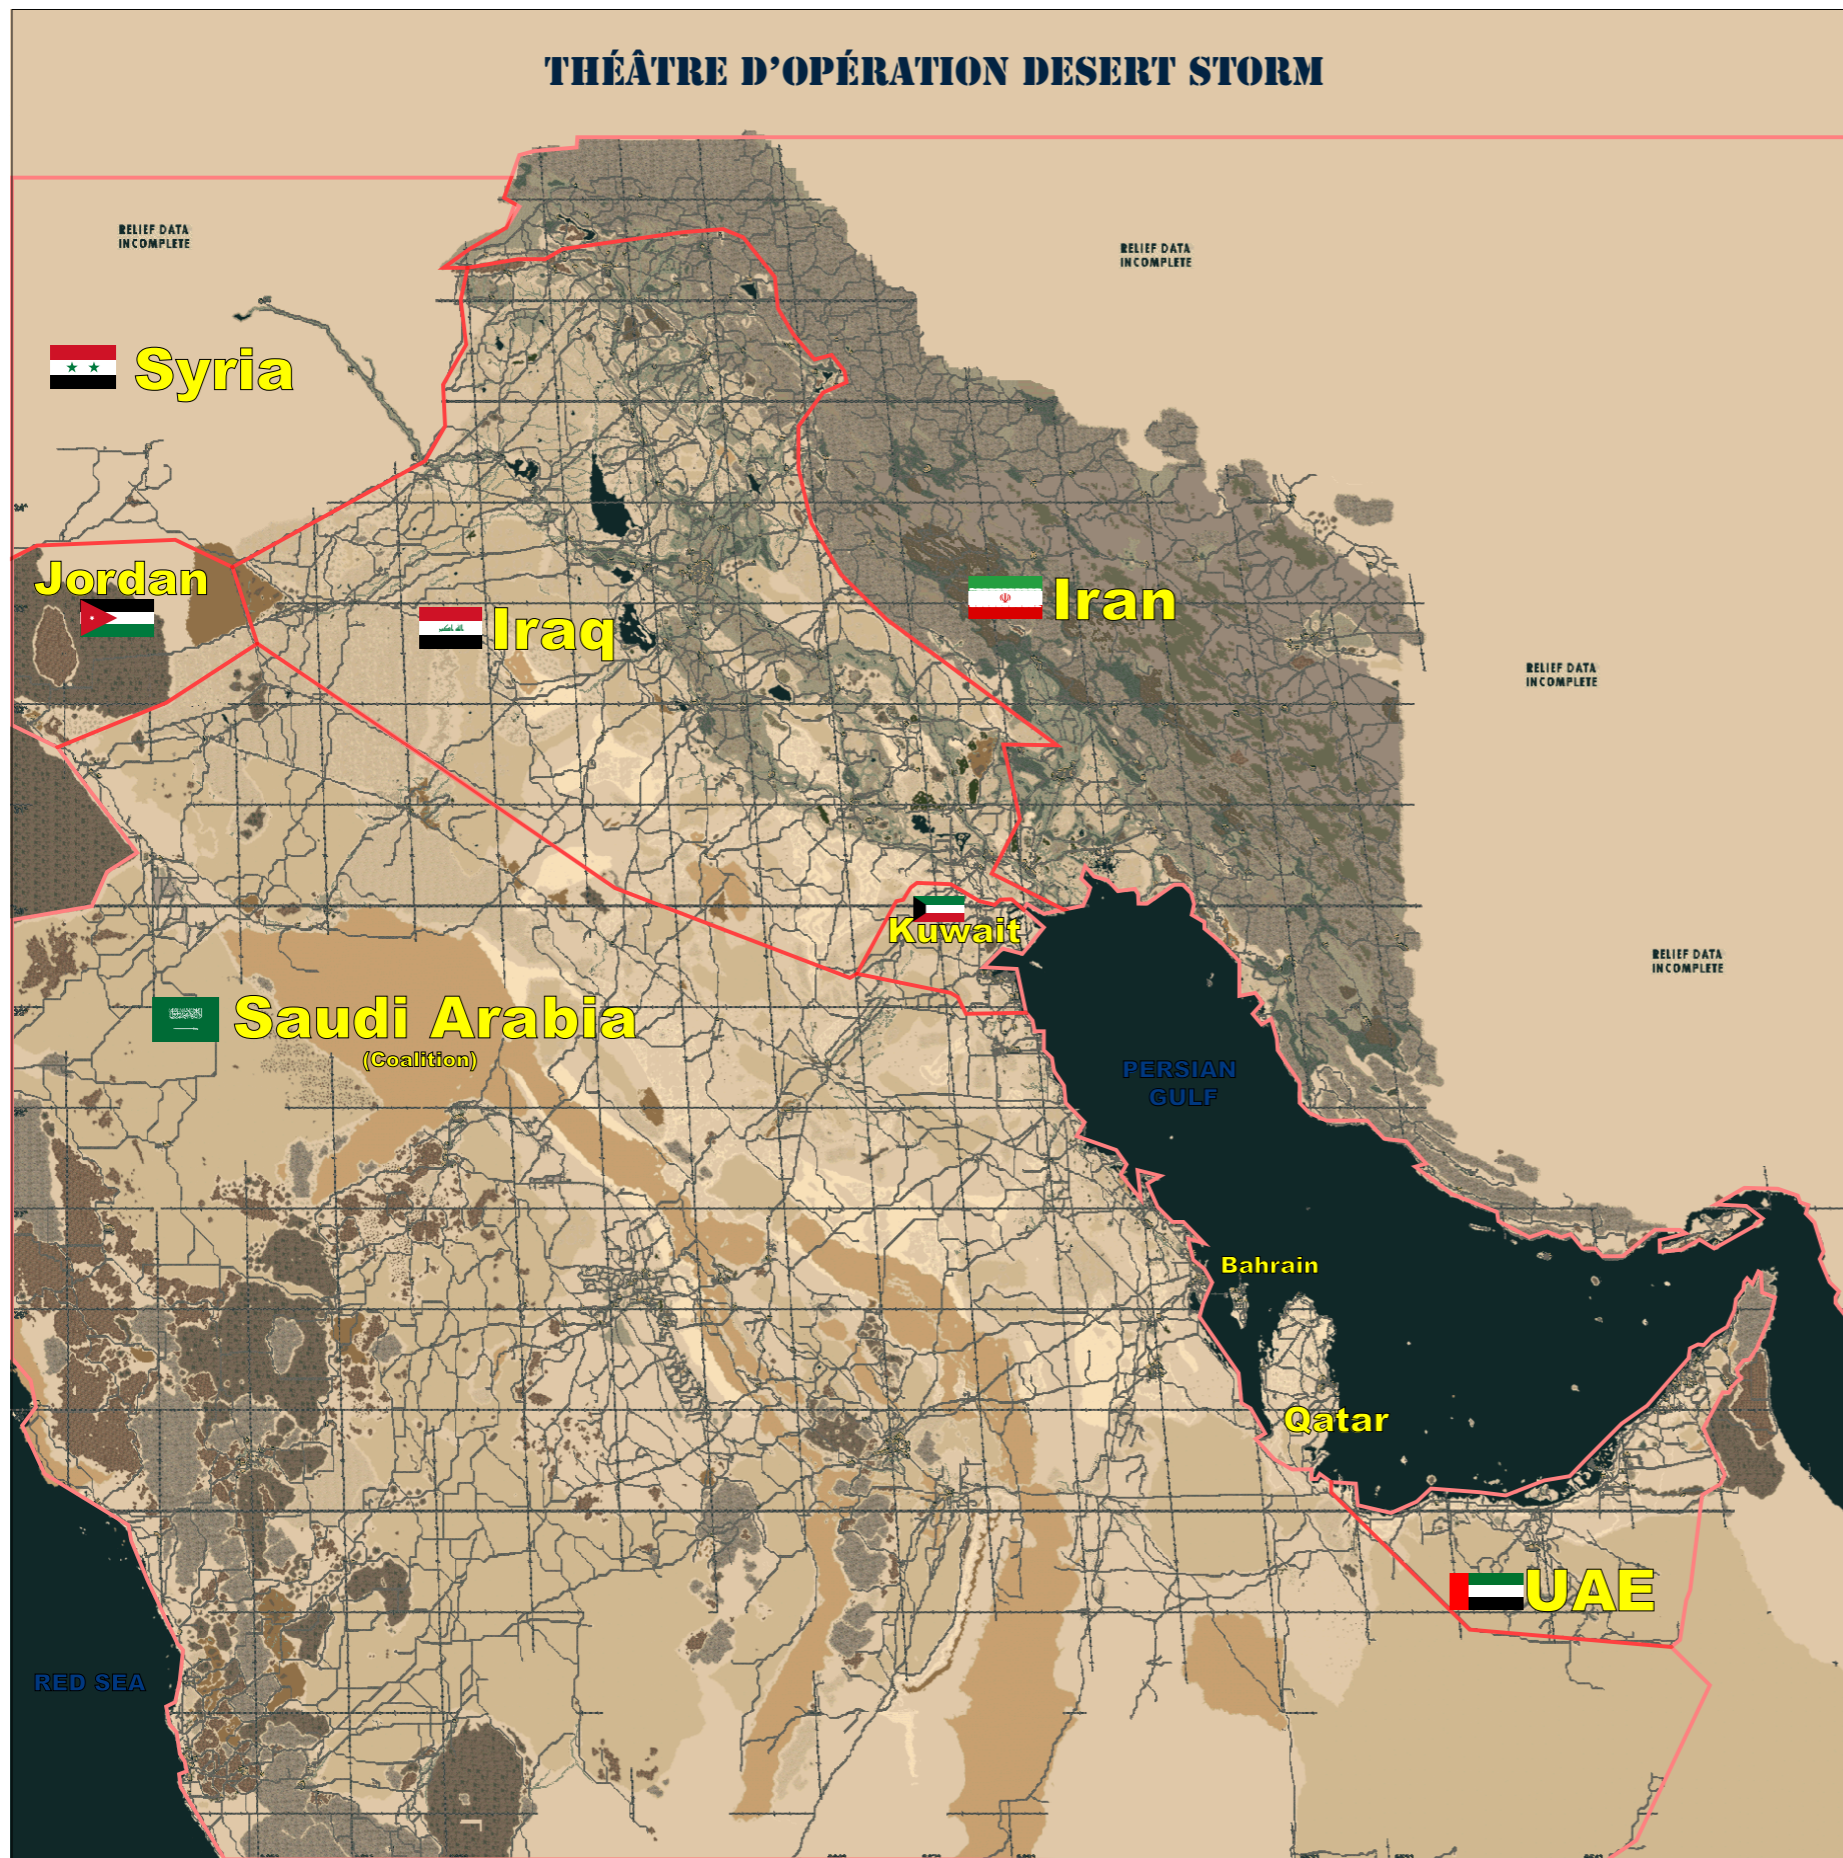 THÉÂTRE D'OPÉRATION DESERT STORM
RELIEF DATA
INCOMPLETE
RELIEF DATA
INCOMPLETE
Syria
Jordan
Iraq
Iran
RELIEF DATA
INCOMPLETE
Kuwait
RELIEF DATA
INCOMPLETE
Saudi Arabia
(Coalition)
PERSIAN
GULF
Bahrain
Qatar
UAE
RED SEA